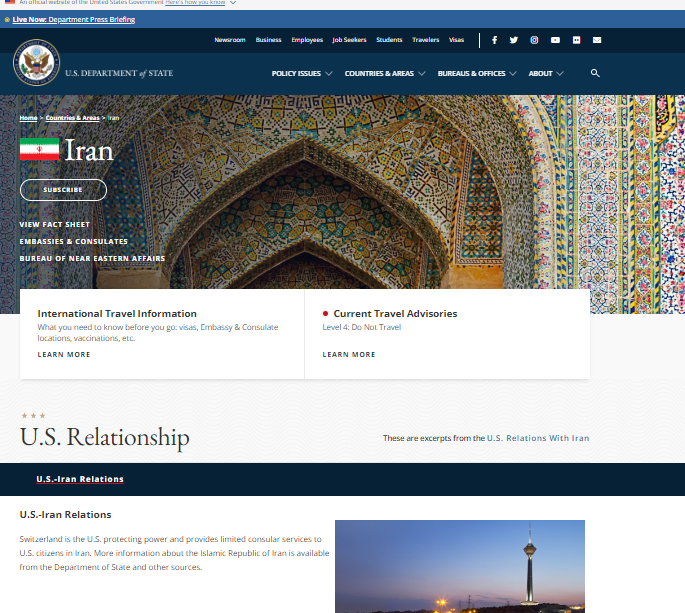 An official website of the United States Government Here's how you know
Live Now: Department Press Briefing
Newsroom Business Employees Job Seekers Students Travelers Visas
U.S. DEPARTMENT of STATE
POLICY ISSUES COUNTRIES & AREAS BUREAUS & OFFICES ABOUT
Home > Countries & Areas > Iran
Iran
SUBSCRIBE
VIEW FACT SHEET
EMBASSIES & CONSULATES
BUREAU OF NEAR EASTERN AFFAIRS
International Travel Information
What you need to know before you go: visas, Embassy & Consulate
locations, vaccinations, etc.
LEARN MORE
Current Travel Advisories
Level 4: Do Not Travel
LEARN MORE
U.S. Relationship
These are excerpts from the U.S. Relations With Iran
U.S.-Iran Relations
U.S.-Iran Relations
Switzerland is the U.S. protecting power and provides limited consular services to
U.S. citizens in Iran. More information about the Islamic Republic of Iran is available
from the Department of State and other sources.